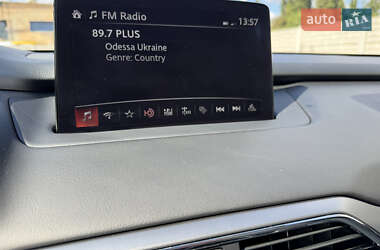 FM Radio 13:57
auto RIA
89.7 PLUS
Odessa Ukraine
Genre: Country